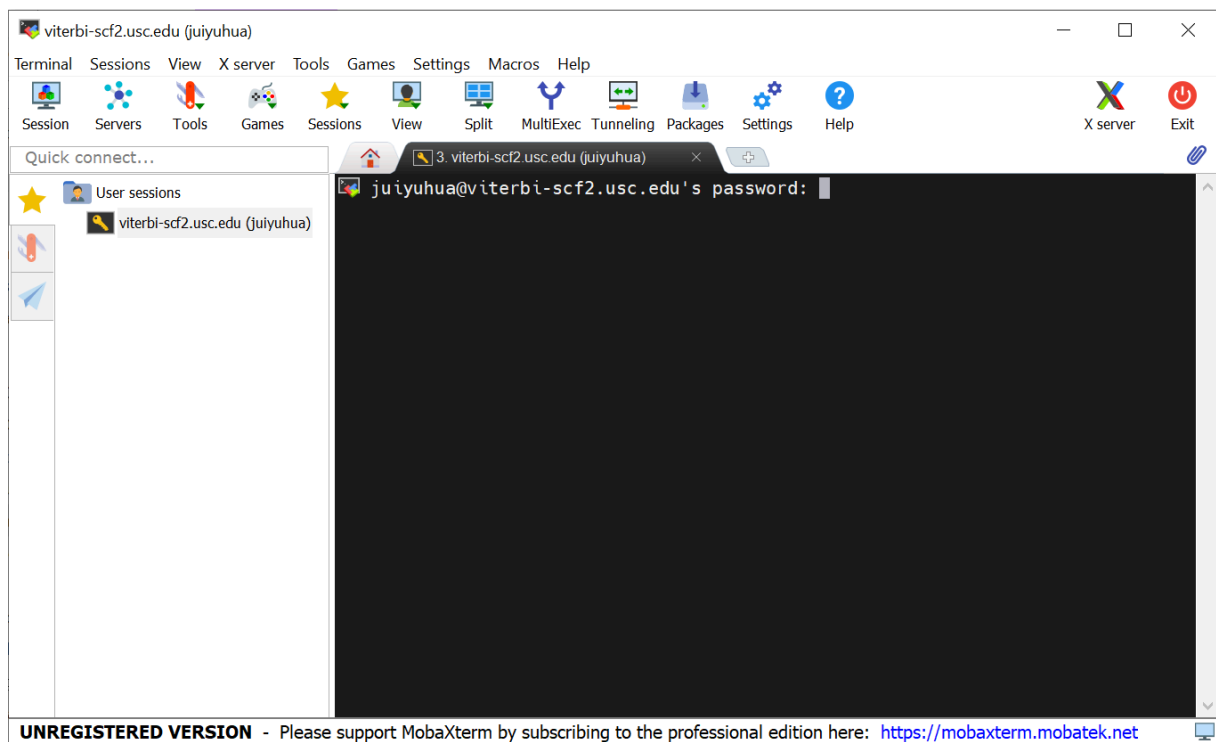 viterbi-scf2.usc.edu (juiyuhua)
Terminal Sessions View X server Tools Games Settings Macros Help
Session Servers Tools Games Sessions View Split MultiExec Tunneling Packages Settings Help X server Exit
Quick connect...
3. viterbi-scf2.usc.edu (juiyuhua)
User sessions
viterbi-scf2.usc.edu (juiyuhua)
juiyuhua@viterbi-scf2.usc.edu's password:
UNREGISTERED VERSION - Please support MobaXterm by subscribing to the professional edition here: https://mobaxterm.mobatek.net